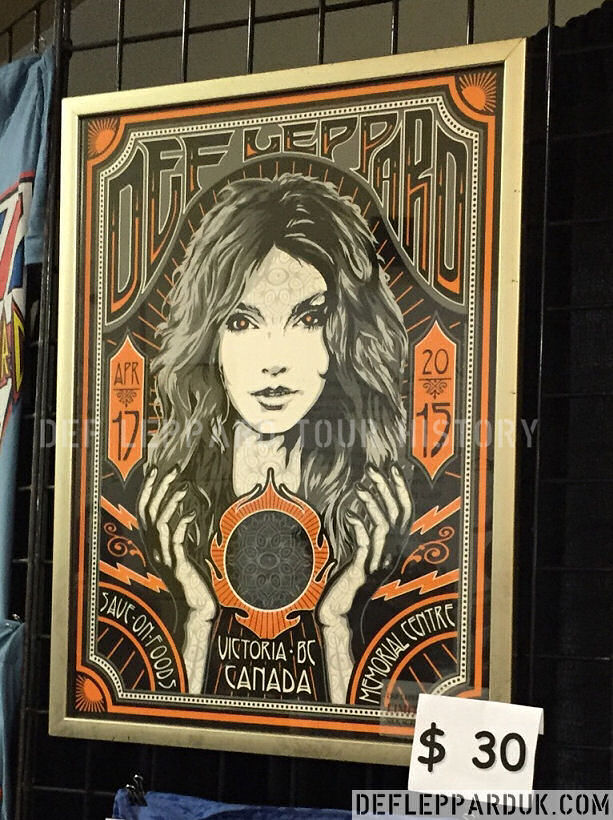 DEF LEPPARD
APR
17
20
15
DEF LEPPARD TOUR HISTORY
SAVE-ON-FOODS
MEMORIAL CENTRE
VICTORIA · BC
CANADA
$ 30
DEFLEPPARDUK.COM